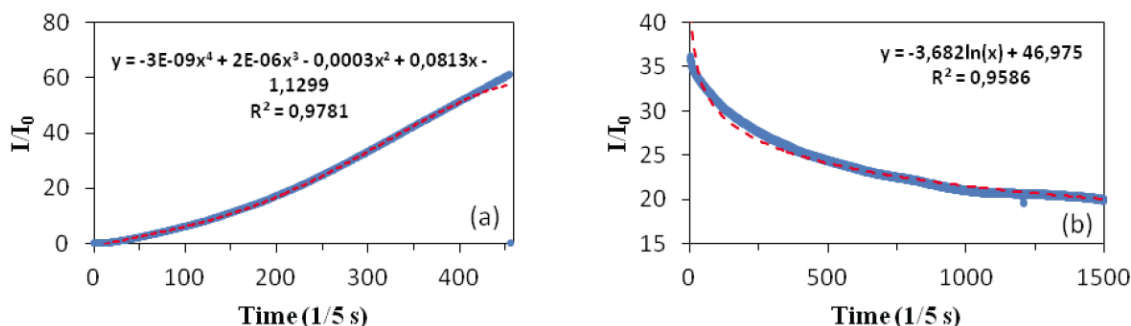 80
60
40
20
0
I/I₀
y = -3E-09x⁴ + 2E-06x³ - 0,0003x² + 0,0813x -
1,1299
R² = 0,9781
(a)
0 100 200 300 400
Time (1/5 s)
40
35
30
25
20
15
I/I₀
y = -3,682ln(x) + 46,975
R² = 0,9586
(b)
0 500 1000 1500
Time (1/5 s)